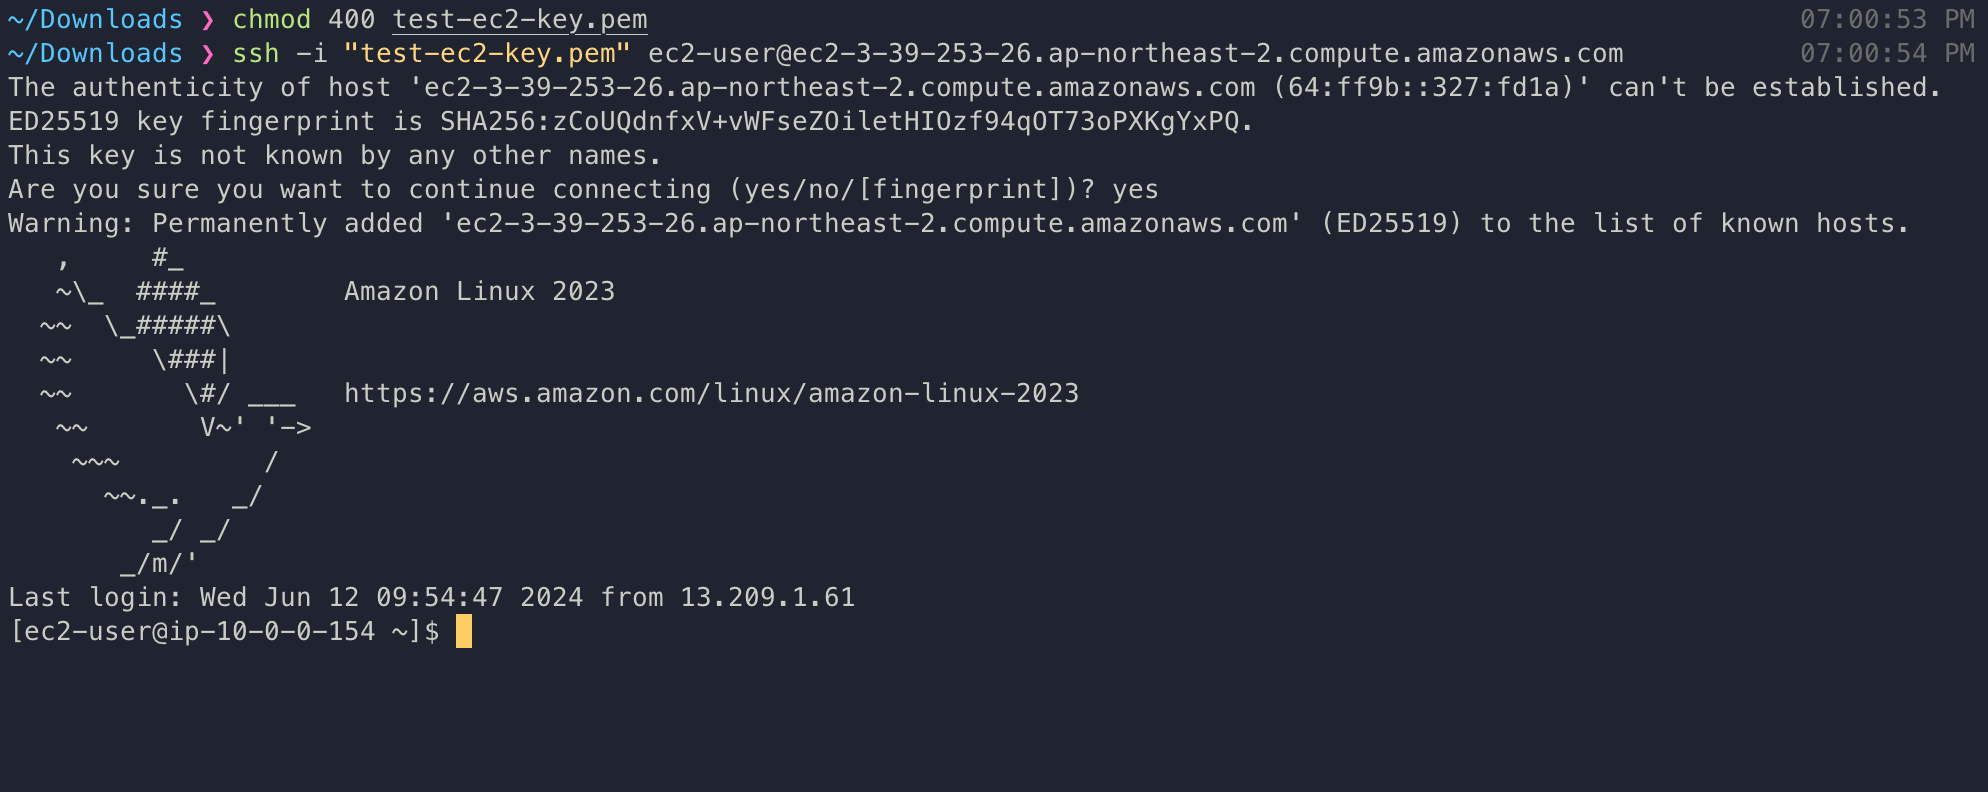 ~/Downloads ❯ chmod 400 test-ec2-key.pem 07:00:53 PM
~/Downloads ❯ ssh -i "test-ec2-key.pem" ec2-user@ec2-3-39-253-26.ap-northeast-2.compute.amazonaws.com 07:00:54 PM
The authenticity of host 'ec2-3-39-253-26.ap-northeast-2.compute.amazonaws.com (64:ff9b::327:fd1a)' can't be established.
ED25519 key fingerprint is SHA256:zCoUQdnfxV+vWFseZOiletHIOzf94qOT73oPXKgYxPQ.
This key is not known by any other names.
Are you sure you want to continue connecting (yes/no/[fingerprint])? yes
Warning: Permanently added 'ec2-3-39-253-26.ap-northeast-2.compute.amazonaws.com' (ED25519) to the list of known hosts.
   ,     #_
   ~\_  ####_        Amazon Linux 2023
  ~~  \_#####\
  ~~     \###|
  ~~       \#/ ___   https://aws.amazon.com/linux/amazon-linux-2023
   ~~       V~' '->
    ~~~         /
      ~~._.   _/
         _/ _/
       _/m/'
Last login: Wed Jun 12 09:54:47 2024 from 13.209.1.61
[ec2-user@ip-10-0-0-154 ~]$